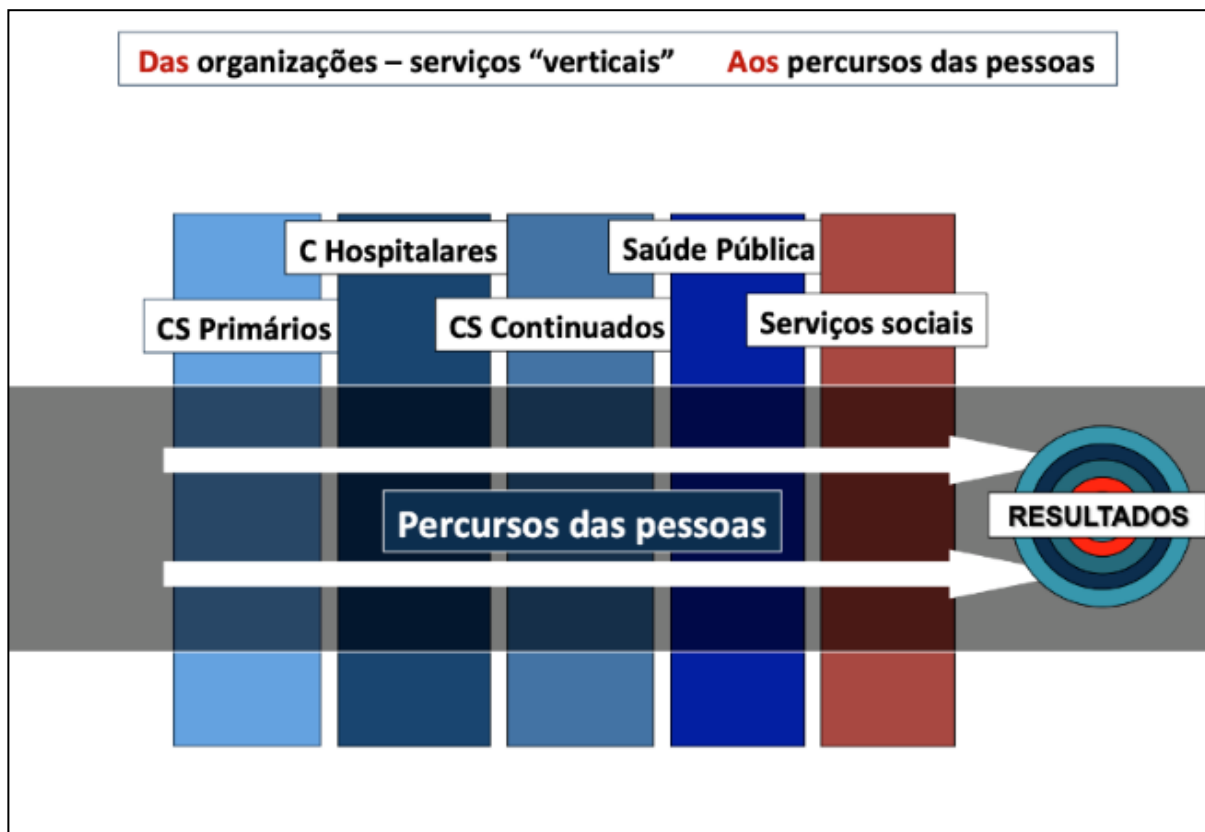 Das organizações – serviços “verticais” Aos percursos das pessoas
C Hospitalares
Saúde Pública
CS Primários
CS Continuados
Serviços sociais
Percursos das pessoas
RESULTADOS